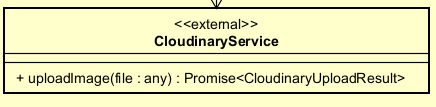 <<external>>
CloudinaryService
+ uploadImage(file : any) : Promise<CloudinaryUploadResult>